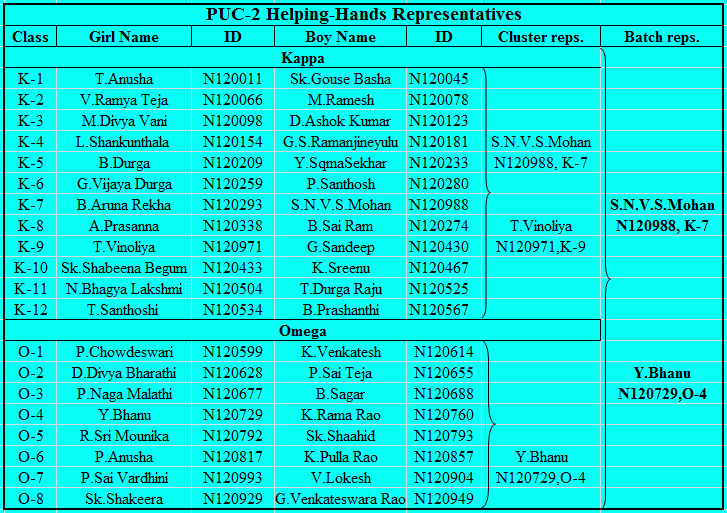 PUC-2 Helping-Hands Representatives
Class Girl Name ID Boy Name ID Cluster reps. Batch reps.
Kappa
K-1 T.Anusha N120011 Sk.Gouse Basha N120045
K-2 V.Ramya Teja N120066 M.Ramesh N120078
K-3 M.Divya Vani N120098 D.Ashok Kumar N120123
K-4 L.Shankunthala N120154 G.S.Ramanjineyulu N120181 S.N.V.S.Mohan
K-5 B.Durga N120209 Y.SqmaSekhar N120233 N120988, K-7
K-6 G.Vijaya Durga N120259 P.Santhosh N120280
K-7 B.Aruna Rekha N120293 S.N.V.S.Mohan N120988 S.N.V.S.Mohan
K-8 A.Prasanna N120338 B.Sai Ram N120274 T.Vinoliya N120988, K-7
K-9 T.Vinoliya N120971 G.Sandeep N120430 N120971,K-9
K-10 Sk.Shabeena Begum N120433 K.Sreenu N120467
K-11 N.Bhagya Lakshmi N120504 T.Durga Raju N120525
K-12 T.Santhoshi N120534 B.Prashanthi N120567
Omega
O-1 P.Chowdeswari N120599 K.Venkatesh N120614
O-2 D.Divya Bharathi N120628 P.Sai Teja N120655 Y.Bhanu
O-3 P.Naga Malathi N120677 B.Sagar N120688 N120729,O-4
O-4 Y.Bhanu N120729 K.Rama Rao N120760
O-5 R.Sri Mounika N120792 Sk.Shaahid N120793
O-6 P.Anusha N120817 K.Pulla Rao N120857 Y.Bhanu
O-7 P.Sai Vardhini N120993 V.Lokesh N120904 N120729,O-4
O-8 Sk.Shakeera N120929 G.Venkateswara Rao N120949